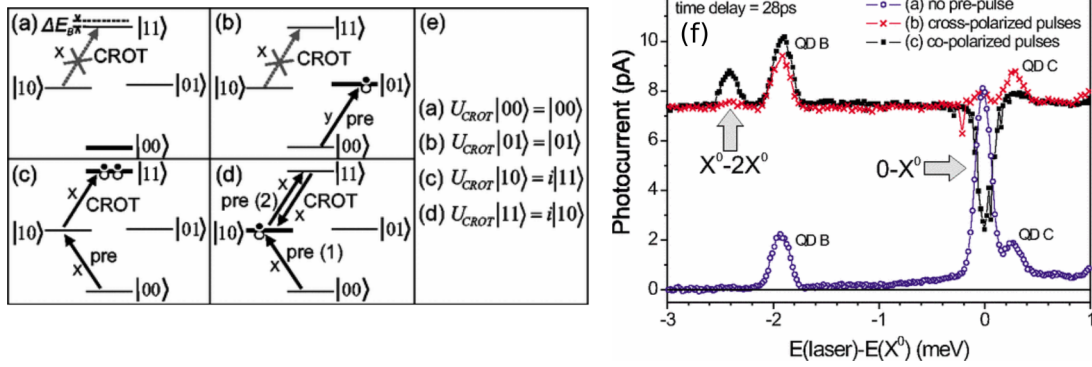 (a) ΔE_B
|11⟩
x
CROT
|10⟩
|01⟩
|00⟩
(b)
|11⟩
x
CROT
|10⟩
|01⟩
y
pre
|00⟩
(c)
|11⟩
x
CROT
|10⟩
|01⟩
pre
x
|00⟩
(d)
|11⟩
pre (2)
x
x
CROT
|10⟩
|01⟩
pre (1)
x
|00⟩
(e)
(a) U_CROT|00⟩=|00⟩
(b) U_CROT|01⟩=|01⟩
(c) U_CROT|10⟩=i|11⟩
(d) U_CROT|11⟩=i|10⟩
(f)
time delay = 28ps
(a) no pre-pulse
(b) cross-polarized pulses
(c) co-polarized pulses
QD B
QD C
X⁰-2X⁰
0-X⁰
QD B
QD C
Photocurrent (pA)
10
8
6
4
2
0
-3 -2 -1 0 1
E(laser)-E(X⁰) (meV)